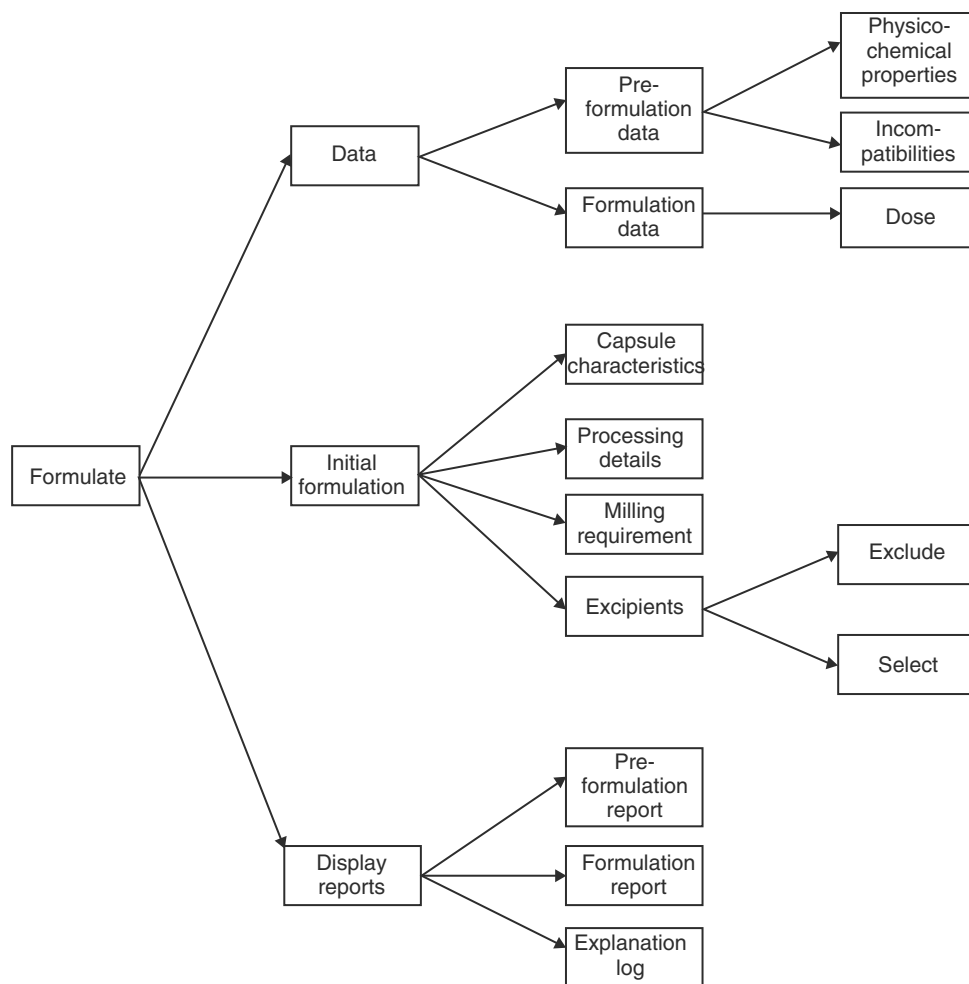 Physico-
chemical
properties
Pre-
formulation
data
Incom-
patibilities
Data
Formulation
data
Dose
Capsule
characteristics
Processing
details
Formulate
Initial
formulation
Milling
requirement
Exclude
Excipients
Select
Pre-
formulation
report
Display
reports
Formulation
report
Explanation
log